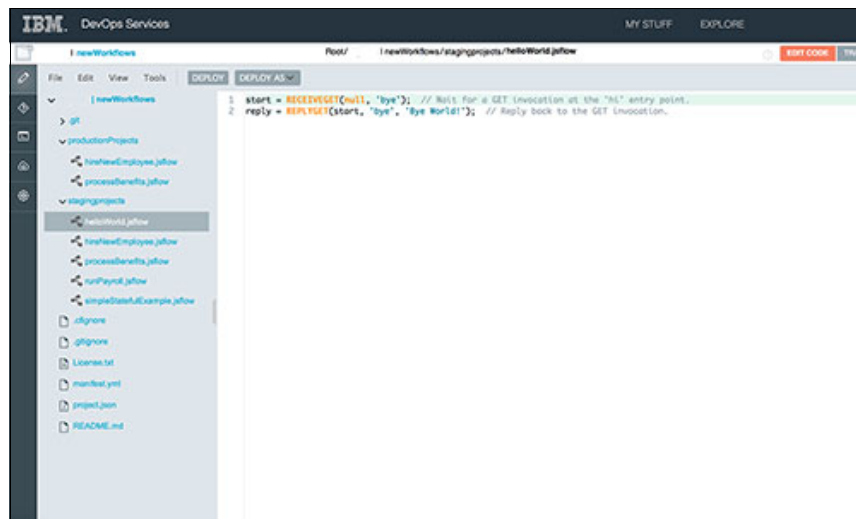 IBM. DevOps Services MY STUFF EXPLORE
| newWorkflows Root/ | newWorkflows/stagingprojects/helloWorld.jsflow EDIT CODE
File Edit View Tools DEPLOY DEPLOY AS
| newWorkflows
.git
productionProjects
hireNewEmployee.jsflow
processBenefits.jsflow
stagingprojects
helloWorld.jsflow
hireNewEmployee.jsflow
processBenefits.jsflow
runPayroll.jsflow
simpleStatefulExample.jsflow
.cfignore
.gitignore
License.txt
manifest.yml
project.json
README.md
1 start = RECEIVEGET(null, 'bye'); // Wait for a GET invocation at the 'hi' entry point.
2 reply = REPLYGET(start, 'bye', 'Bye World!'); // Reply back to the GET invocation.